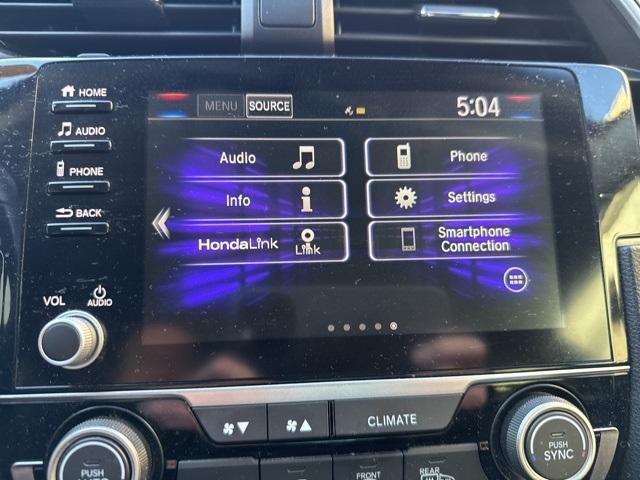 HOME
MENU SOURCE 5:04
AUDIO
PHONE
BACK
Audio
Phone
Info
Settings
HondaLink
Link
Smartphone
Connection
VOL AUDIO
CLIMATE
PUSH
AUTO
PUSH
SYNC
FRONT
REAR